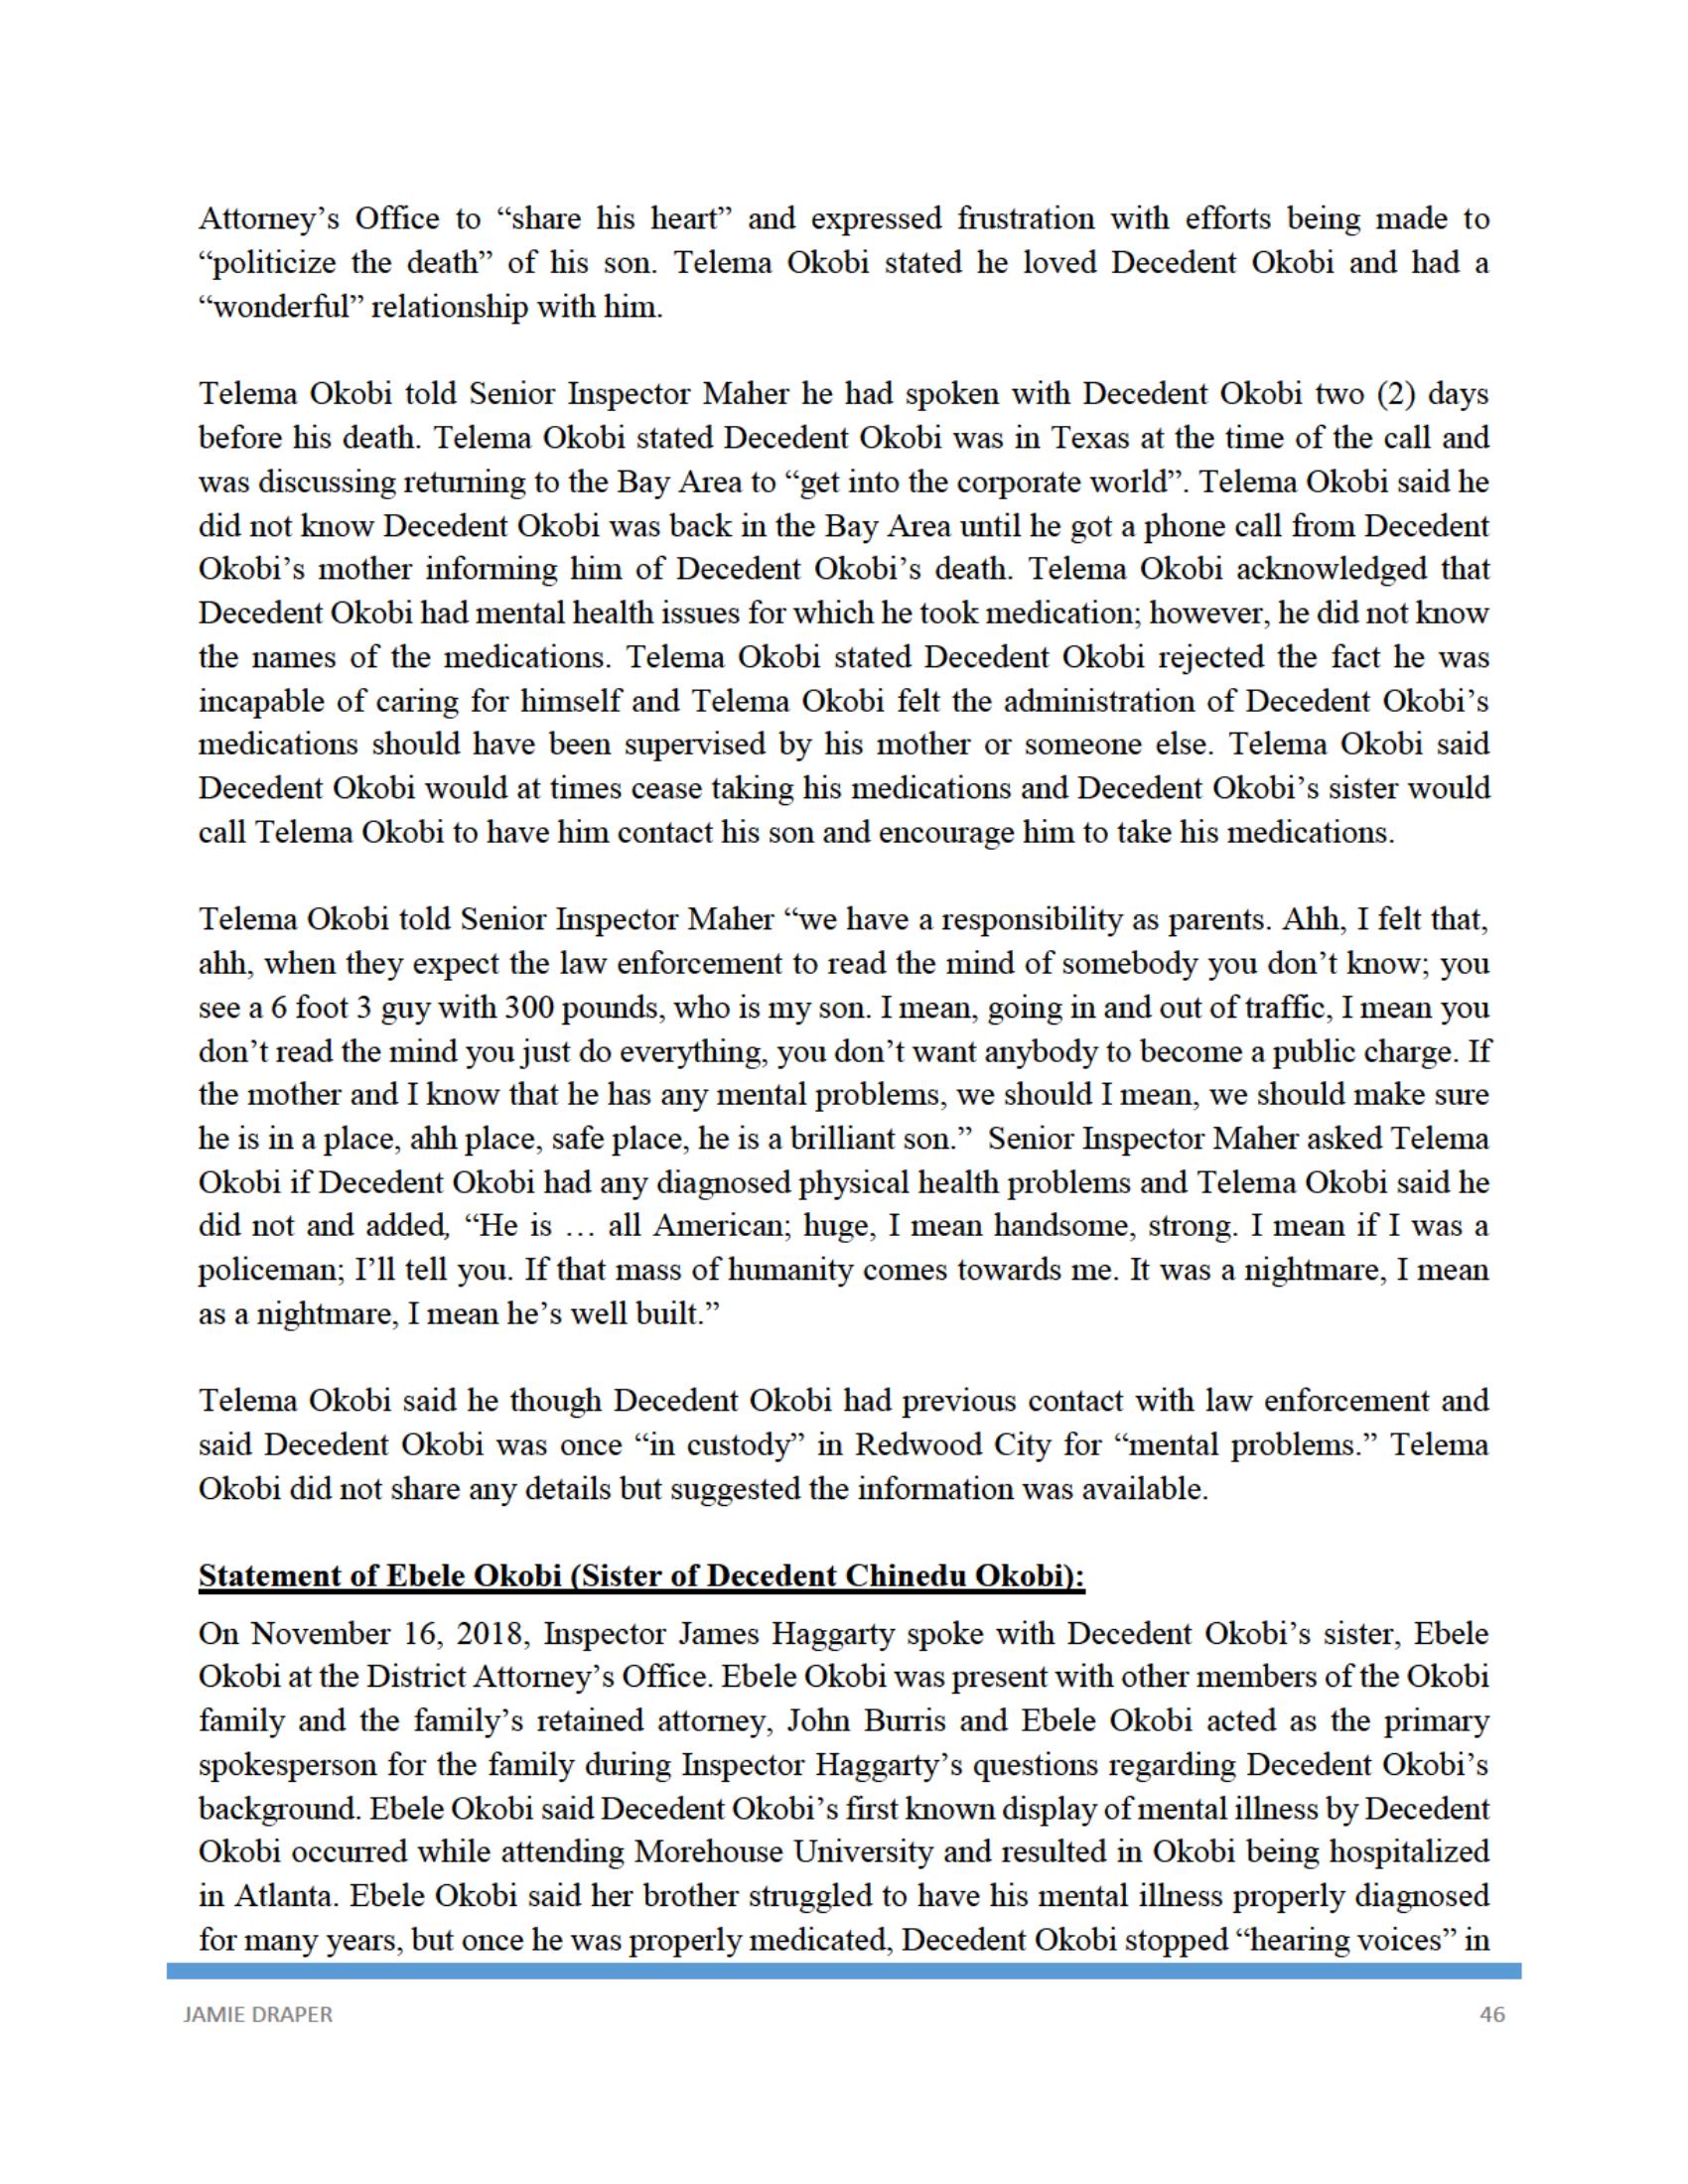 Attorney’s Office to “share his heart” and expressed frustration with efforts being made to
“politicize the death” of his son. Telema Okobi stated he loved Decedent Okobi and had a
“wonderful” relationship with him.
Telema Okobi told Senior Inspector Maher he had spoken with Decedent Okobi two (2) days
before his death. Telema Okobi stated Decedent Okobi was in Texas at the time of the call and
was discussing returning to the Bay Area to “get into the corporate world”. Telema Okobi said he
did not know Decedent Okobi was back in the Bay Area until he got a phone call from Decedent
Okobi’s mother informing him of Decedent Okobi’s death. Telema Okobi acknowledged that
Decedent Okobi had mental health issues for which he took medication; however, he did not know
the names of the medications. Telema Okobi stated Decedent Okobi rejected the fact he was
incapable of caring for himself and Telema Okobi felt the administration of Decedent Okobi’s
medications should have been supervised by his mother or someone else. Telema Okobi said
Decedent Okobi would at times cease taking his medications and Decedent Okobi’s sister would
call Telema Okobi to have him contact his son and encourage him to take his medications.
Telema Okobi told Senior Inspector Maher “we have a responsibility as parents. Ahh, I felt that,
ahh, when they expect the law enforcement to read the mind of somebody you don’t know; you
see a 6 foot 3 guy with 300 pounds, who is my son. I mean, going in and out of traffic, I mean you
don’t read the mind you just do everything, you don’t want anybody to become a public charge. If
the mother and I know that he has any mental problems, we should I mean, we should make sure
he is in a place, ahh place, safe place, he is a brilliant son.”  Senior Inspector Maher asked Telema
Okobi if Decedent Okobi had any diagnosed physical health problems and Telema Okobi said he
did not and added, “He is … all American; huge, I mean handsome, strong. I mean if I was a
policeman; I’ll tell you. If that mass of humanity comes towards me. It was a nightmare, I mean
as a nightmare, I mean he’s well built.”
Telema Okobi said he though Decedent Okobi had previous contact with law enforcement and
said Decedent Okobi was once “in custody” in Redwood City for “mental problems.” Telema
Okobi did not share any details but suggested the information was available.
Statement of Ebele Okobi (Sister of Decedent Chinedu Okobi):
On November 16, 2018, Inspector James Haggarty spoke with Decedent Okobi’s sister, Ebele
Okobi at the District Attorney’s Office. Ebele Okobi was present with other members of the Okobi
family and the family’s retained attorney, John Burris and Ebele Okobi acted as the primary
spokesperson for the family during Inspector Haggarty’s questions regarding Decedent Okobi’s
background. Ebele Okobi said Decedent Okobi’s first known display of mental illness by Decedent
Okobi occurred while attending Morehouse University and resulted in Okobi being hospitalized
in Atlanta. Ebele Okobi said her brother struggled to have his mental illness properly diagnosed
for many years, but once he was properly medicated, Decedent Okobi stopped “hearing voices” in
JAMIE DRAPER 46